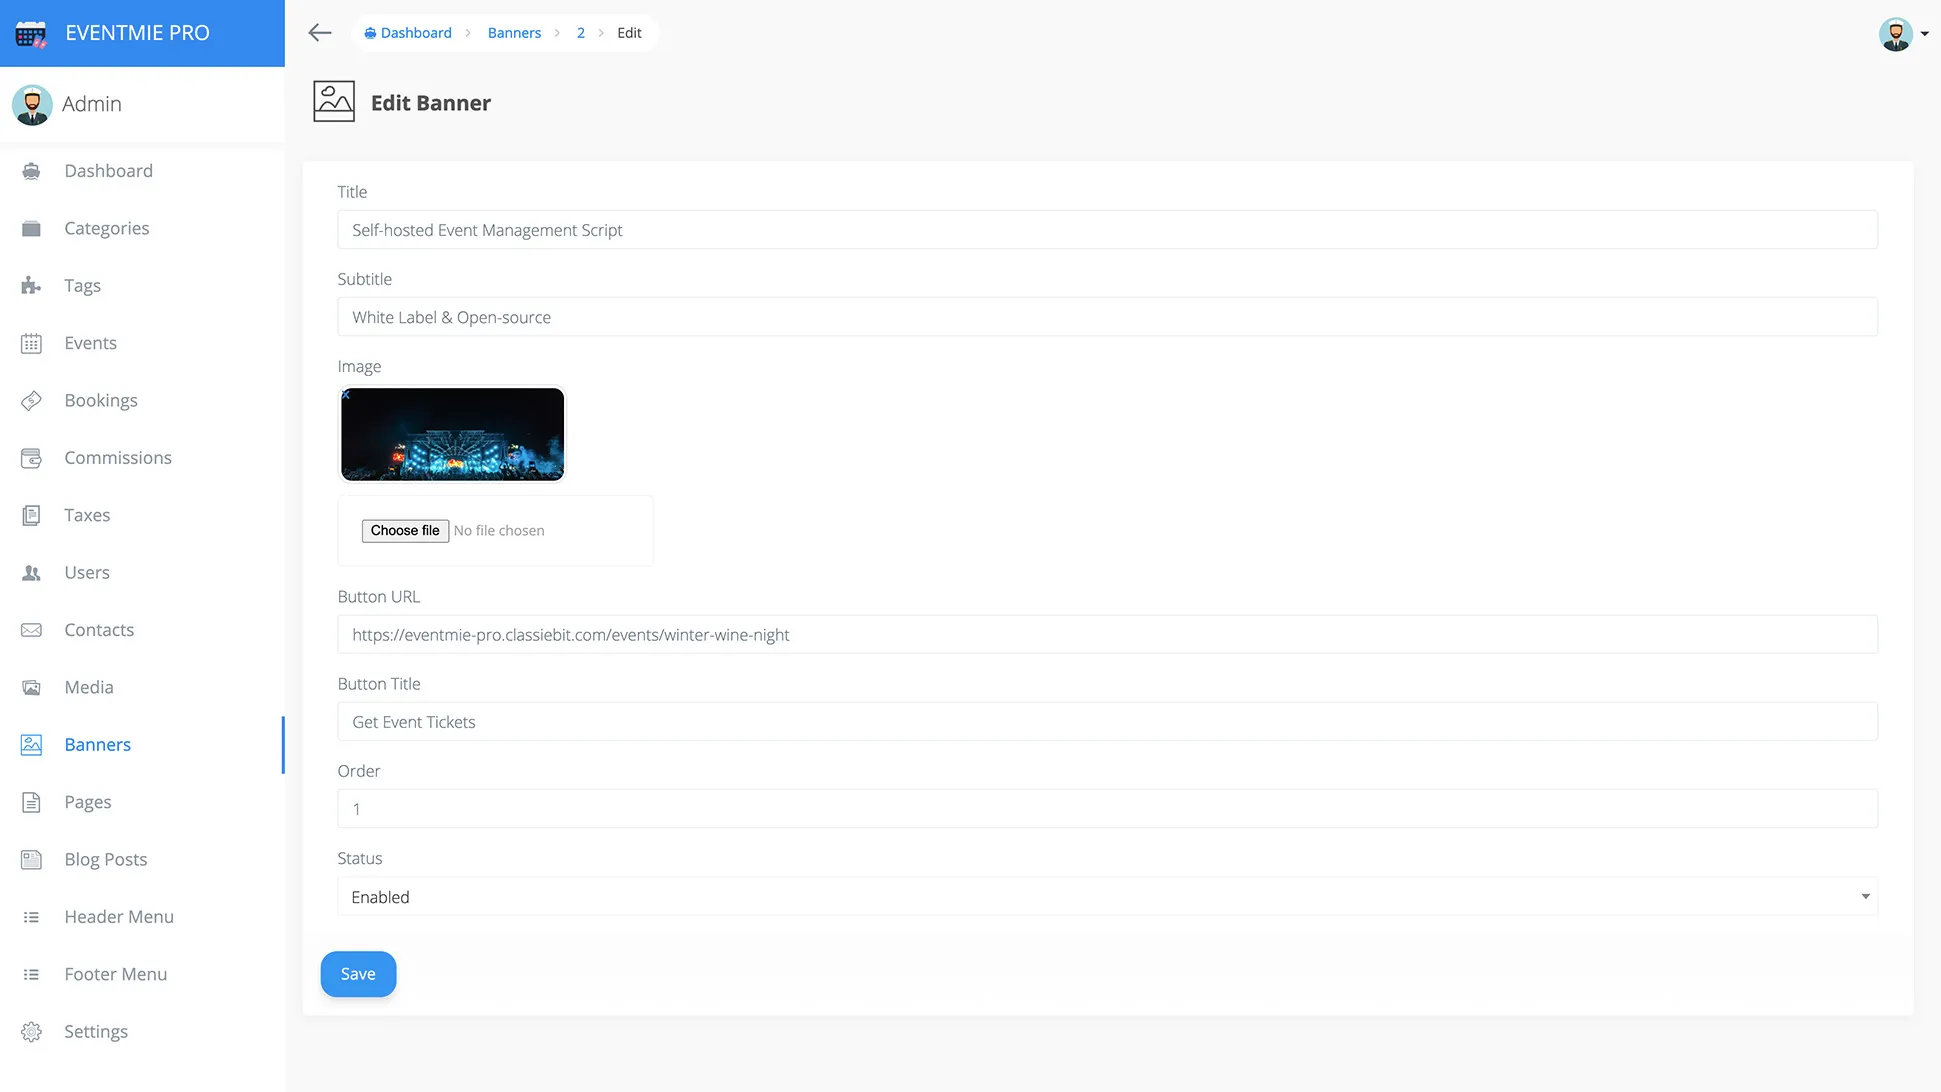 EVENTMIE PRO
Dashboard
Banners
2
Edit
Admin
Edit Banner
Dashboard
Categories
Tags
Events
Bookings
Commissions
Taxes
Users
Contacts
Media
Banners
Pages
Blog Posts
Header Menu
Footer Menu
Settings
Title
Self-hosted Event Management Script
Subtitle
White Label & Open-source
Image
x
Choose file No file chosen
Button URL
https://eventmie-pro.classiebit.com/events/winter-wine-night
Button Title
Get Event Tickets
Order
1
Status
Enabled
Save